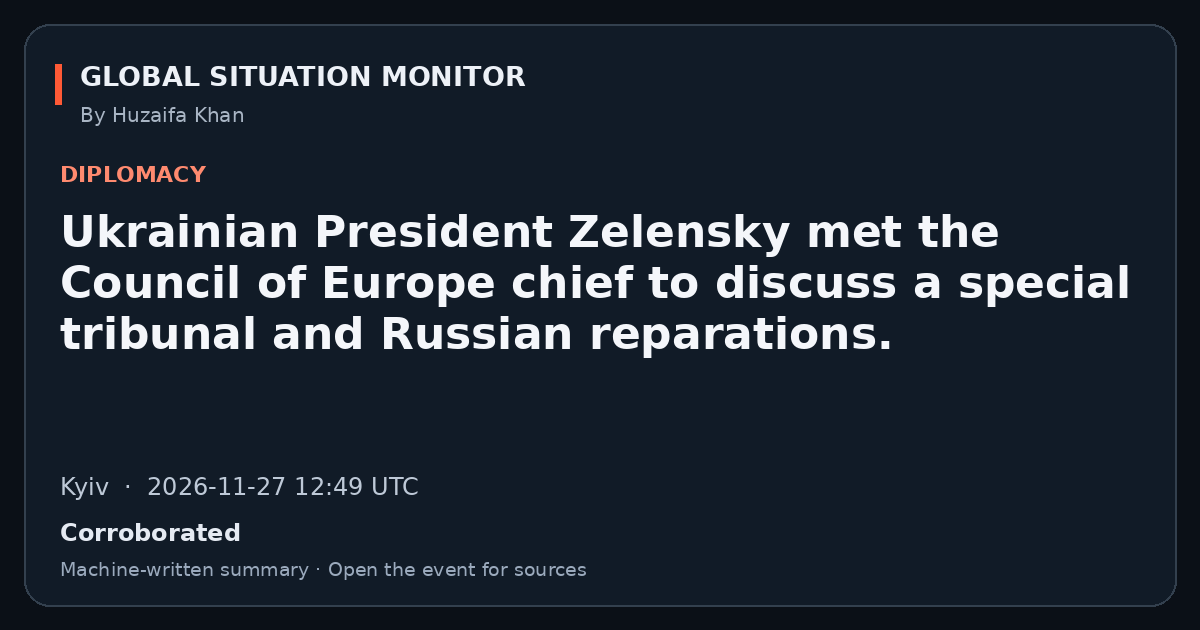 GLOBAL SITUATION MONITOR
By Huzaifa Khan
DIPLOMACY
Ukrainian President Zelensky met the
Council of Europe chief to discuss a special
tribunal and Russian reparations.
Kyiv · 2026-11-27 12:49 UTC
Corroborated
Machine-written summary · Open the event for sources